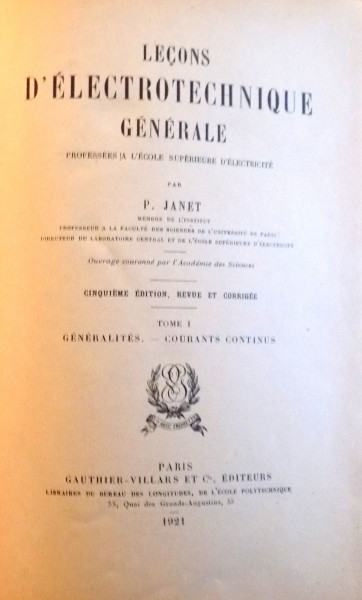 LEÇONS
D'ÉLECTROTECHNIQUE
GÉNÉRALE
PROFESSÉES A L'ÉCOLE SUPÉRIEURE D'ÉLECTRICITÉ
PAR
P. JANET
MEMBRE DE L'INSTITUT
PROFESSEUR A LA FACULTÉ DES SCIENCES DE L'UNIVERSITÉ DE PARIS
DIRECTEUR DU LABORATOIRE CENTRAL ET DE L'ÉCOLE SUPÉRIEURE D'ÉLECTRICITÉ
Ouvrage couronné par l'Académie des Sciences
CINQUIÈME ÉDITION, REVUE ET CORRIGÉE
TOME I
GÉNÉRALITÉS. — COURANTS CONTINUS
PARIS
GAUTHIER-VILLARS ET Cie, ÉDITEURS
LIBRAIRES DU BUREAU DES LONGITUDES, DE L'ÉCOLE POLYTECHNIQUE
55, Quai des Grands-Augustins, 55
1921